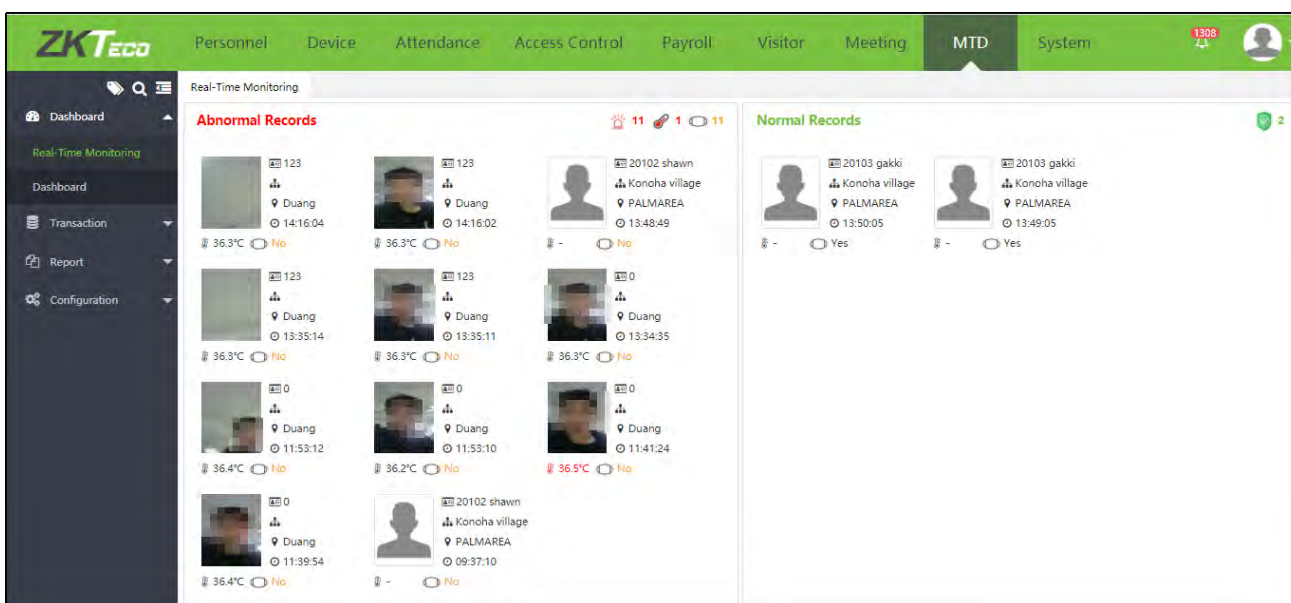 ZKTECO
Personnel Device Attendance Access Control Payroll Visitor Meeting MTD System 1308
Real-Time Monitoring
Dashboard
Real-Time Monitoring
Dashboard
Transaction
Report
Configuration
Abnormal Records 11 1 11
123
Duang
14:16:04
36.3°C No
123
Duang
14:16:02
36.3°C No
20102 shawn
Konoha village
PALMAREA
13:48:49
- No
123
Duang
13:35:14
36.3°C No
123
Duang
13:35:11
36.3°C No
0
Duang
13:34:35
36.3°C No
0
Duang
11:53:12
36.4°C No
0
Duang
11:53:10
36.2°C No
0
Duang
11:41:24
36.5°C No
0
Duang
11:39:54
36.4°C No
20102 shawn
Konoha village
PALMAREA
09:37:10
- No
Normal Records 2
20103 gakki
Konoha village
PALMAREA
13:50:05
- Yes
20103 gakki
Konoha village
PALMAREA
13:49:05
- Yes